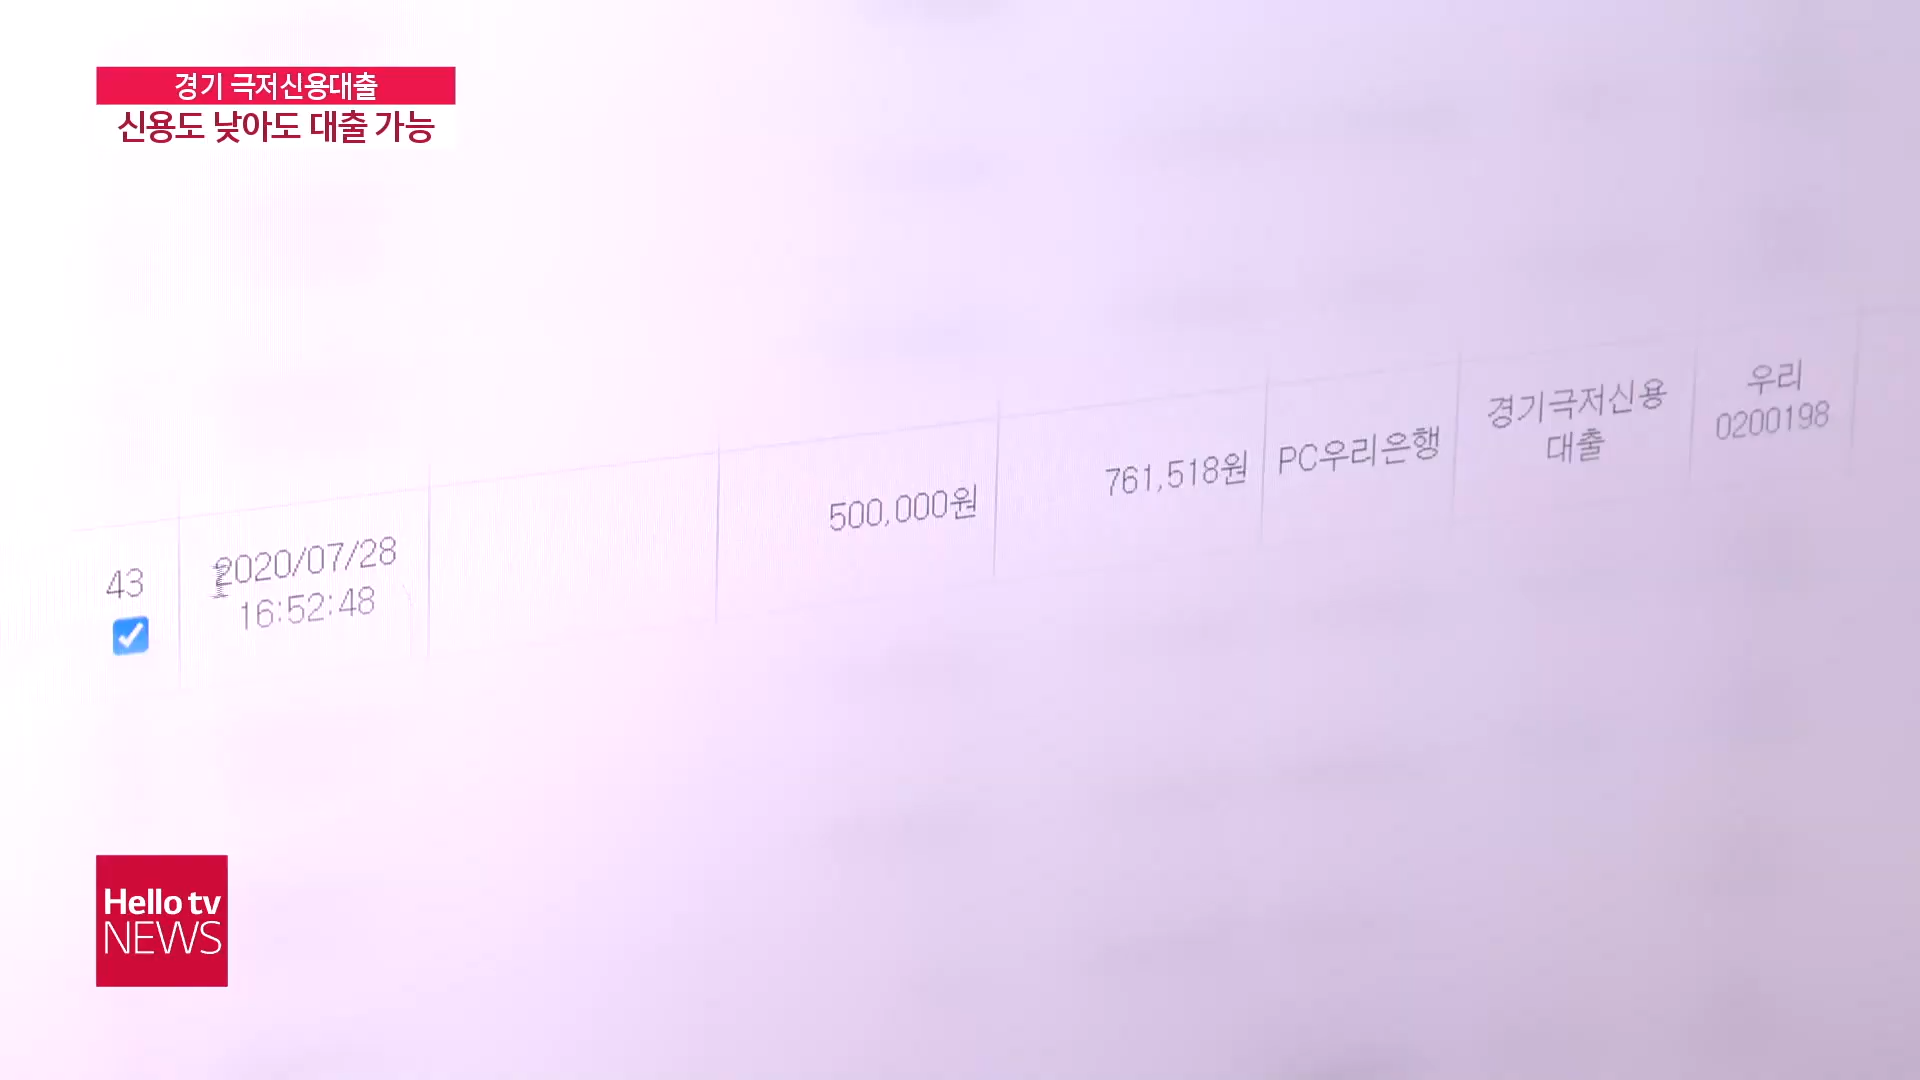 경기 극저신용대출
신용도 낮아도 대출 가능
43
2020/07/28
16:52:48
500,000원
761,518원
PC우리은행
경기극저신용
대출
우리
0200198
Hello tv
NEWS